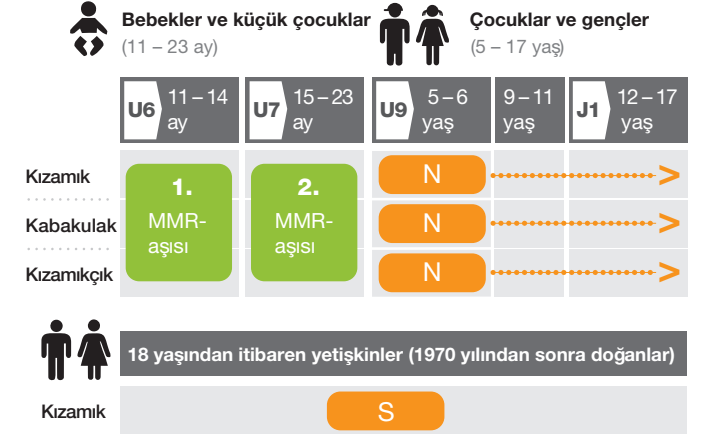 Bebekler ve küçük çocuklar
(11 – 23 ay)
Çocuklar ve gençler
(5 – 17 yaş)
U6 11 – 14 ay
U7 15 – 23 ay
U9 5 – 6 yaş
9 – 11 yaş
J1 12 – 17 yaş
Kızamık
Kabakulak
Kızamıkçık
1.
MMR-
aşısı
2.
MMR-
aşısı
N
N
N
18 yaşından itibaren yetişkinler (1970 yılından sonra doğanlar)
Kızamık
S